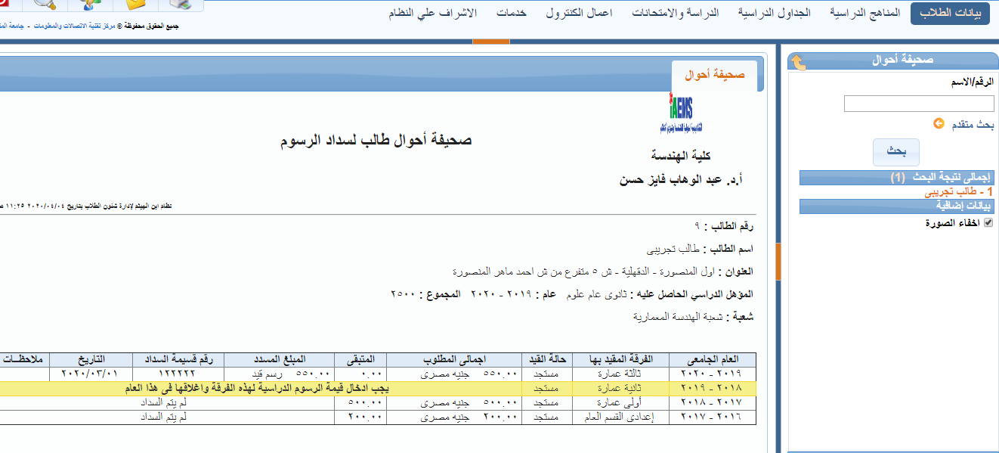 بيانات الطلاب المناهج الدراسية الجداول الدراسية الدراسة والامتحانات اعمال الكنترول خدمات الاشراف علي النظام
جميع الحقوق محفوظة © مركز تقنية الاتصالات والمعلومات - جامعة
صحيفة أحوال
الرقم/الاسم
بحث متقدم
بحث
إجمالى نتيجة البحث (1)
1 - طالب تجريبى
بيانات إضافية
اخفاء الصورة
صحيفة أحوال
iAEMS
كلية الهندسة
صحيفة أحوال طالب لسداد الرسوم
أ.د. عبد الوهاب فايز حسن
نظام ابن الهيثم لإدارة شئون الطلاب بتاريخ ٢٠٢٠/٠٤/٠٤ ١١:٢٥
رقم الطالب : ٩
اسم الطالب : طالب تجريبى
العنوان : اول المنصورة - الدقهلية - ش ٥ متفرع من ش احمد ماهر المنصورة
المؤهل الدراسي الحاصل عليه : ثانوى عام علوم عام : ٢٠١٩ - ٢٠٢٠ المجموع : ٢٥٠٠
شعبة : شعبة الهندسة المعمارية
العام الجامعى الفرقة المقيد بها حالة القيد اجمالى المطلوب المتبقى المبلغ المسدد رقم قسيمة السداد التاريخ ملاحظــات
٢٠١٩ - ٢٠٢٠ ثالثة عمارة مستجد ٥٥٠.٠٠ جنيه مصرى ٠.٠٠ ٥٥٠.٠٠ رسم قيد ١٢٢٢٢٢ ٢٠٢٠/٠٣/٠١
٢٠١٨ - ٢٠١٩ ثانية عمارة مستجد يجب ادخال قيمة الرسوم الدراسية لهذه الفرقة واغلاقها فى هذا العام
٢٠١٧ - ٢٠١٨ أولى عمارة مستجد ٥٠٠.٠٠ جنيه مصرى ٥٠٠.٠٠ لم يتم السداد
٢٠١٦ - ٢٠١٧ إعدادى القسم العام مستجد ٢٠٠.٠٠ جنيه مصرى ٢٠٠.٠٠ لم يتم السداد